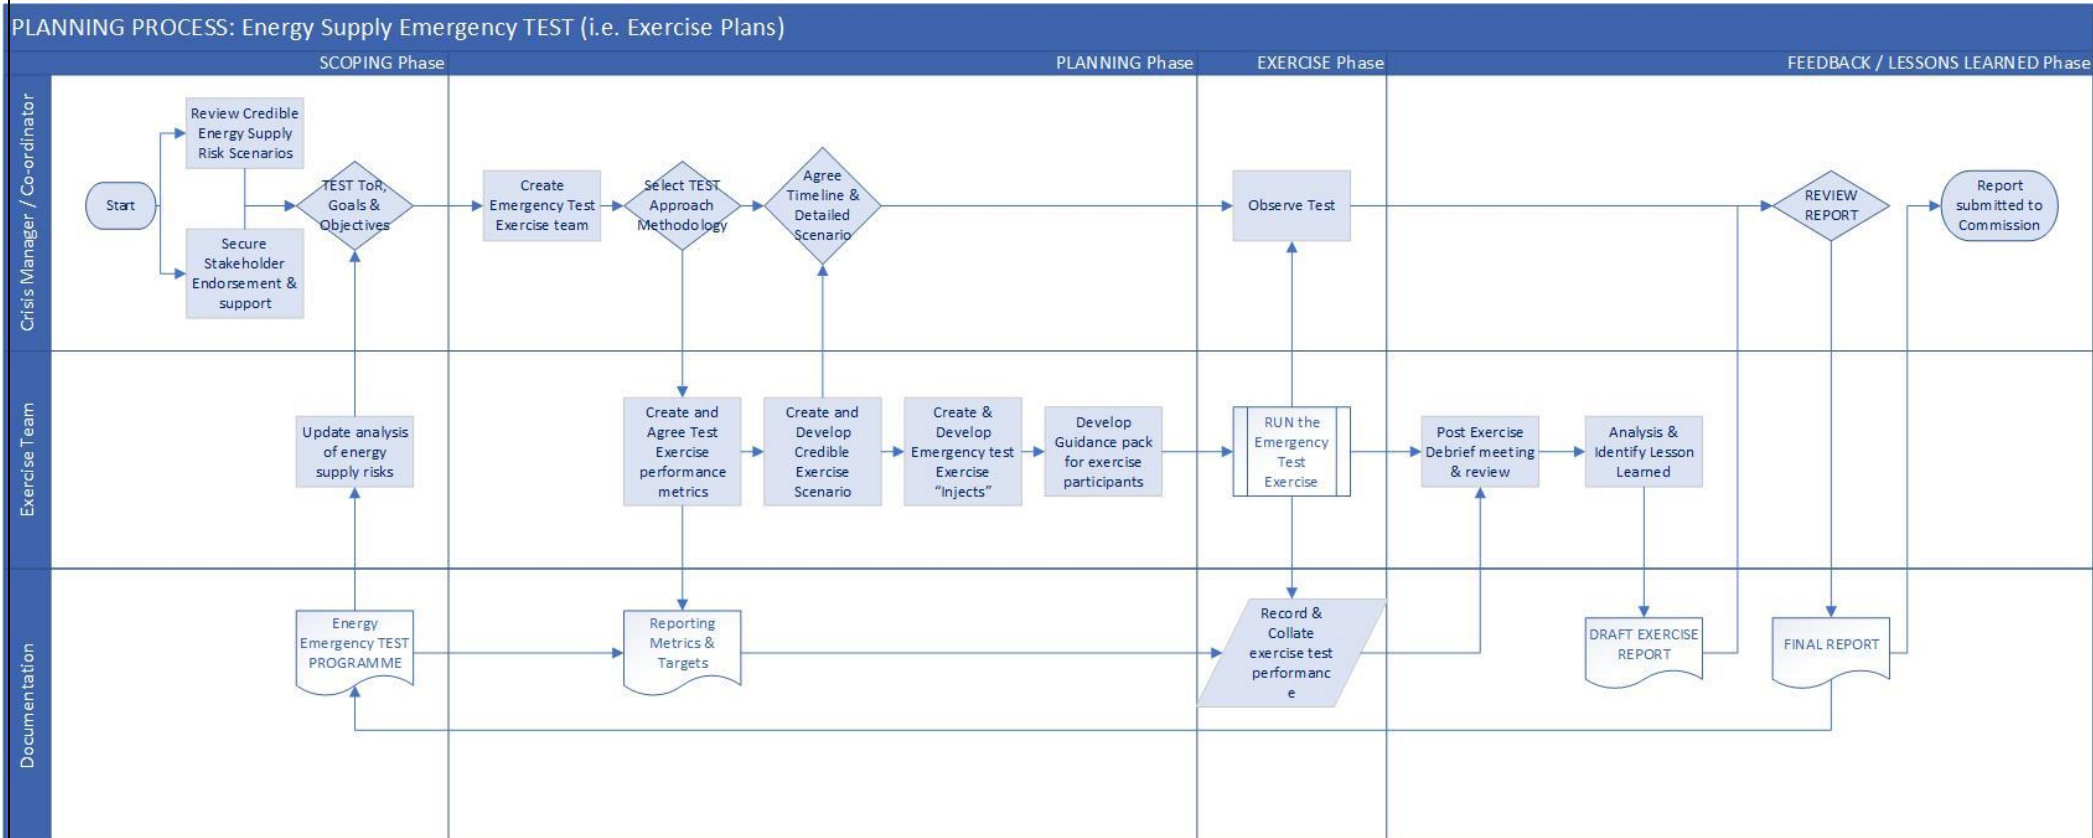 PLANNING PROCESS: Energy Supply Emergency TEST (i.e. Exercise Plans)
SCOPING Phase
PLANNING Phase
EXERCISE Phase
FEEDBACK / LESSONS LEARNED Phase
Crisis Manager / Co-ordinator
Start
Review Credible
Energy Supply
Risk Scenarios
Secure
Stakeholder
Endorsement &
support
TEST ToR,
Goals &
Objectives
Create
Emergency Test
Exercise team
Select TEST
Approach
Methodology
Agree
Timeline &
Detailed
Scenario
Observe Test
REVIEW
REPORT
Report
submitted to
Commission
Exercise Team
Update analysis
of energy
supply risks
Create and
Agree Test
Exercise
performance
metrics
Create and
Develop
Credible
Exercise
Scenario
Create &
Develop
Emergency test
Exercise
“Injects”
Develop
Guidance pack
for exercise
participants
RUN the
Emergency
Test
Exercise
Post Exercise
Debrief meeting
& review
Analysis &
Identify Lesson
Learned
Documentation
Energy
Emergency TEST
PROGRAMME
Reporting
Metrics &
Targets
Record &
Collate
exercise test
performanc
e
DRAFT EXERCISE
REPORT
FINAL REPORT